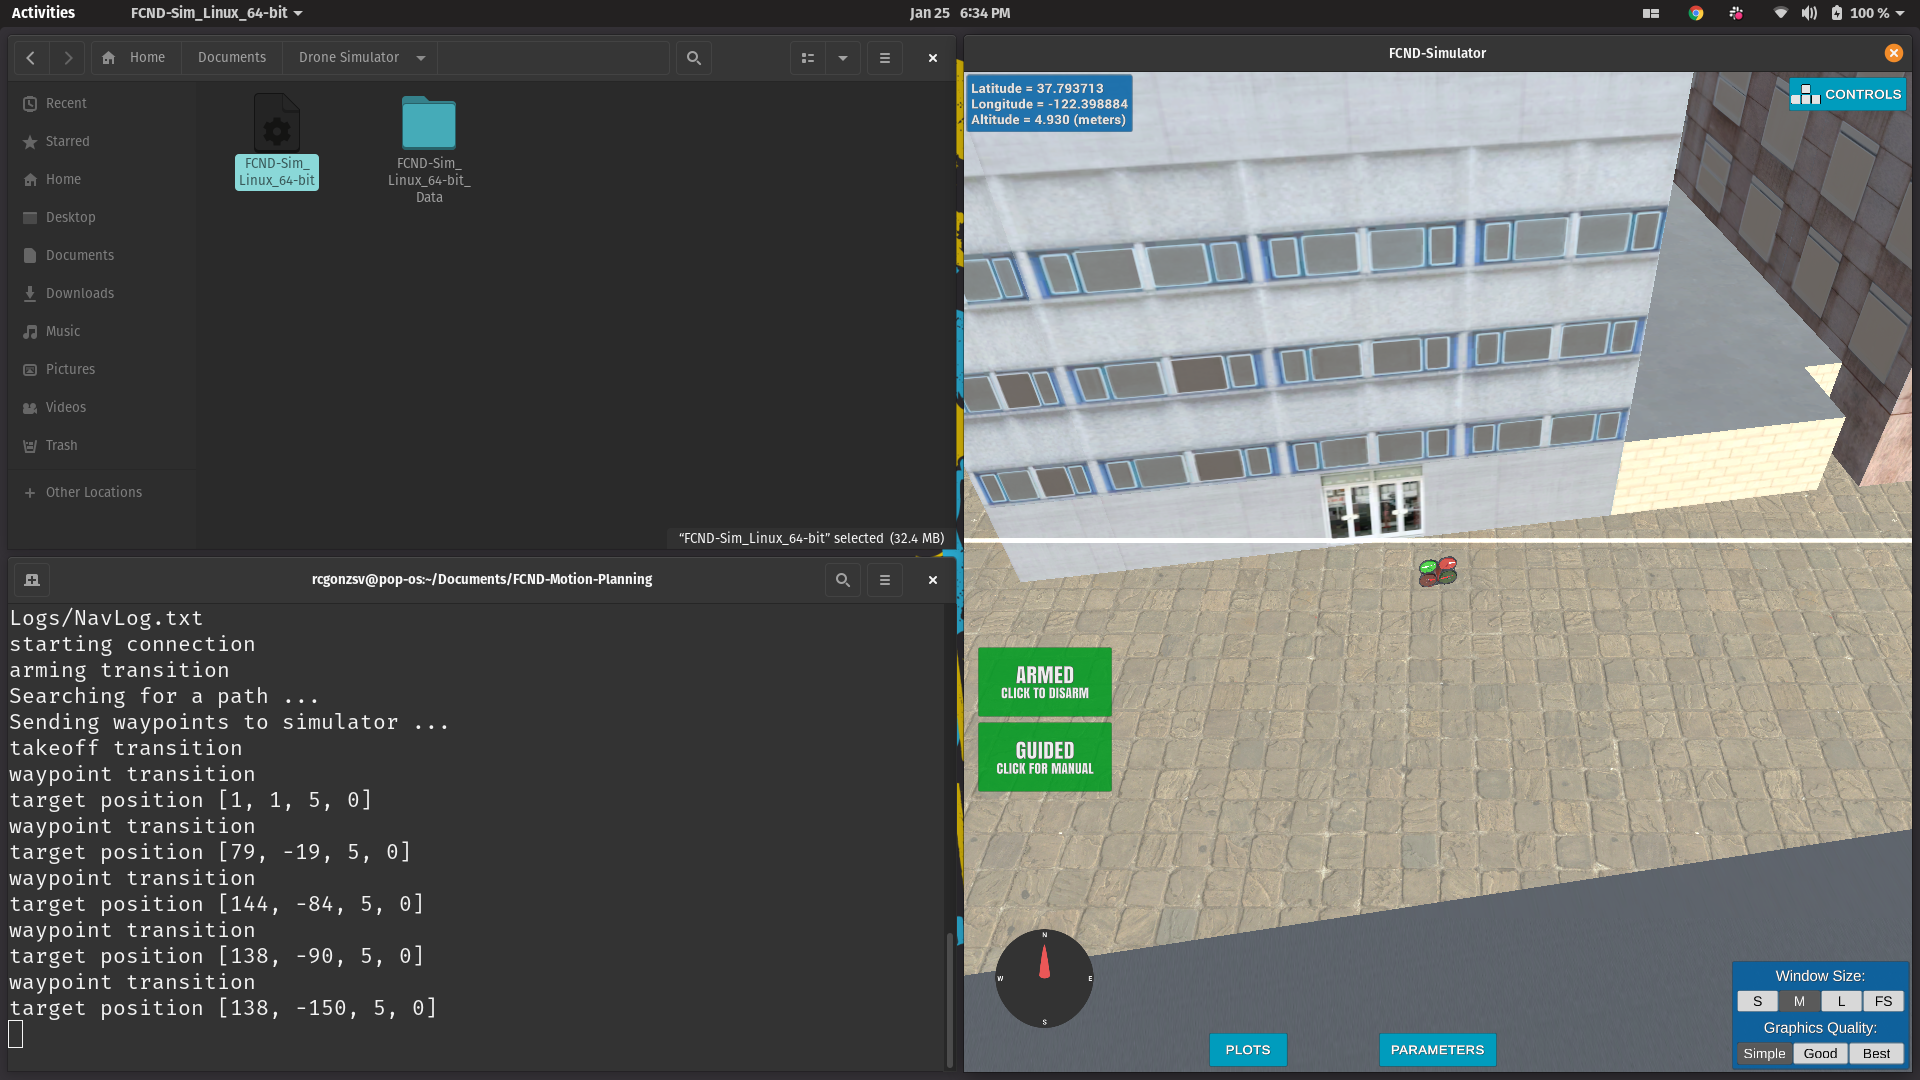 Activities
FCND-Sim_Linux_64-bit
Jan 25 6:34 PM
100 %
Home
Documents
Drone Simulator
Recent
Starred
Home
Desktop
Documents
Downloads
Music
Pictures
Videos
Trash
Other Locations
FCND-Sim_
Linux_64-bit
FCND-Sim_
Linux_64-bit_
Data
“FCND-Sim_Linux_64-bit” selected (32.4 MB)
rcgonzsv@pop-os:~/Documents/FCND-Motion-Planning
Logs/NavLog.txt
starting connection
arming transition
Searching for a path ...
Sending waypoints to simulator ...
takeoff transition
waypoint transition
target position [1, 1, 5, 0]
waypoint transition
target position [79, -19, 5, 0]
waypoint transition
target position [144, -84, 5, 0]
waypoint transition
target position [138, -90, 5, 0]
waypoint transition
target position [138, -150, 5, 0]
FCND-Simulator
Latitude = 37.793713
Longitude = -122.398884
Altitude = 4.930 (meters)
CONTROLS
ARMED
CLICK TO DISARM
GUIDED
CLICK FOR MANUAL
N
W
E
S
PLOTS
PARAMETERS
Window Size:
S M L FS
Graphics Quality:
Simple Good Best